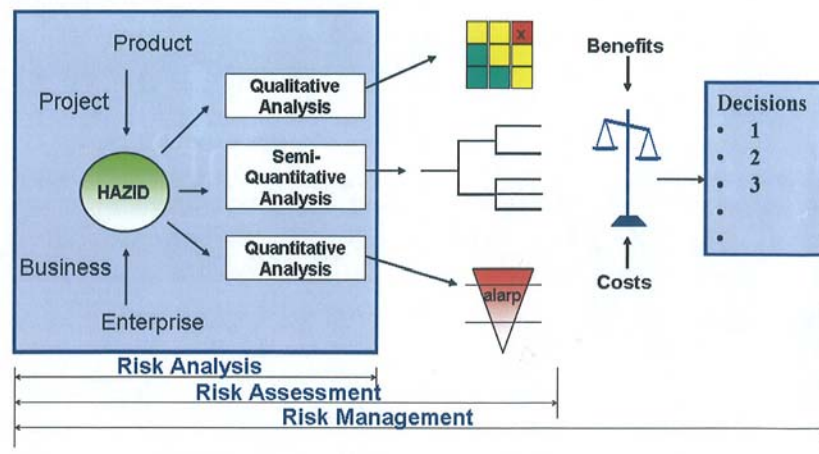 Product
Project
HAZID
Business
Enterprise
Qualitative
Analysis
Semi-
Quantitative
Analysis
Quantitative
Analysis
x
alarp
Benefits
Costs
Decisions
• 1
• 2
• 3
•
•
Risk Analysis
Risk Assessment
Risk Management